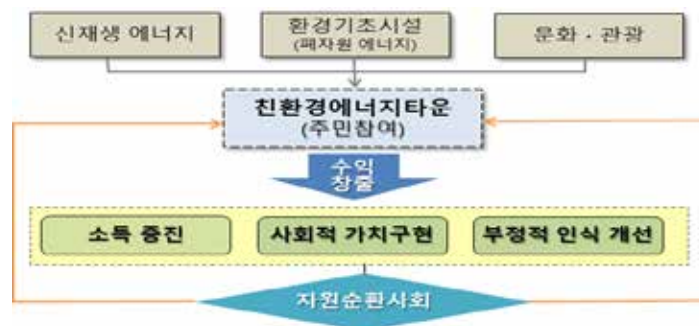 신재생 에너지
환경기초시설
(폐자원 에너지)
문화 · 관광
친환경에너지타운
(주민참여)
수익
창출
소득 증진
사회적 가치구현
부정적 인식 개선
자원순환사회